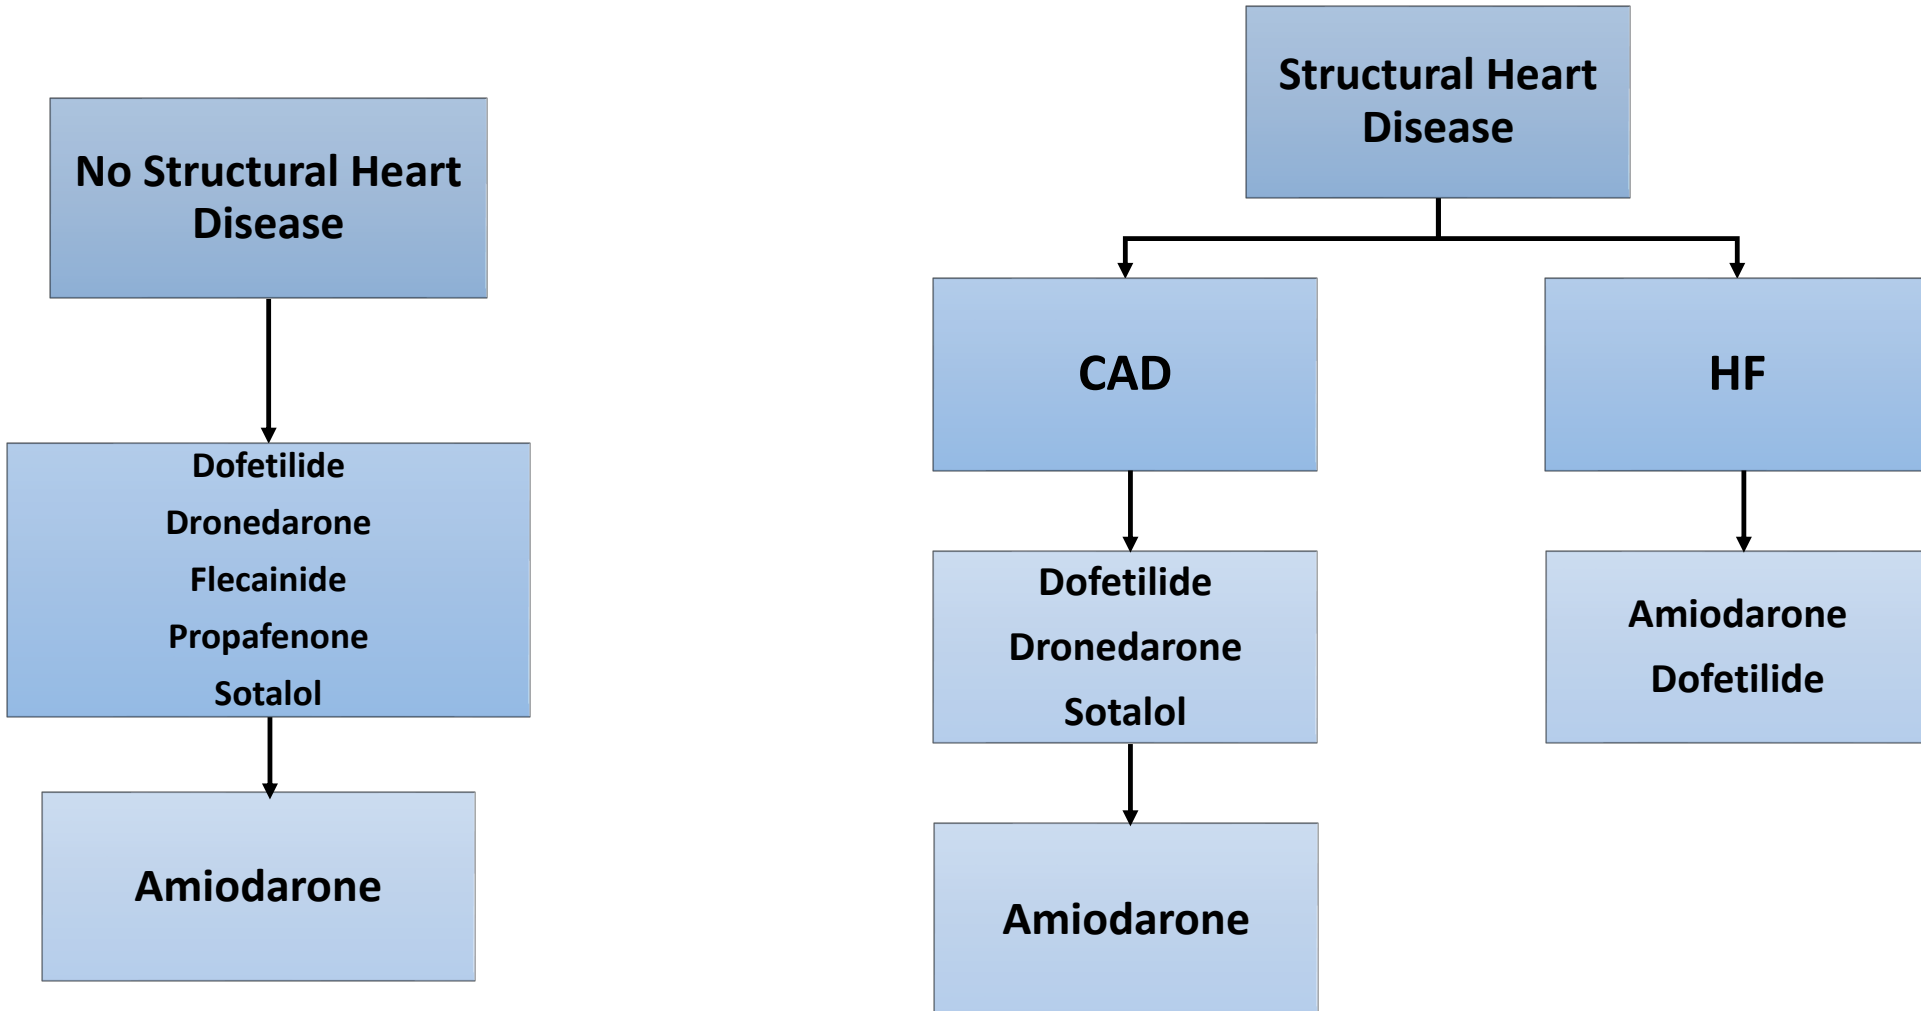 No Structural Heart
Disease
Dofetilide
Dronedarone
Flecainide
Propafenone
Sotalol
Amiodarone
Structural Heart
Disease
CAD
Dofetilide
Dronedarone
Sotalol
Amiodarone
HF
Amiodarone
Dofetilide